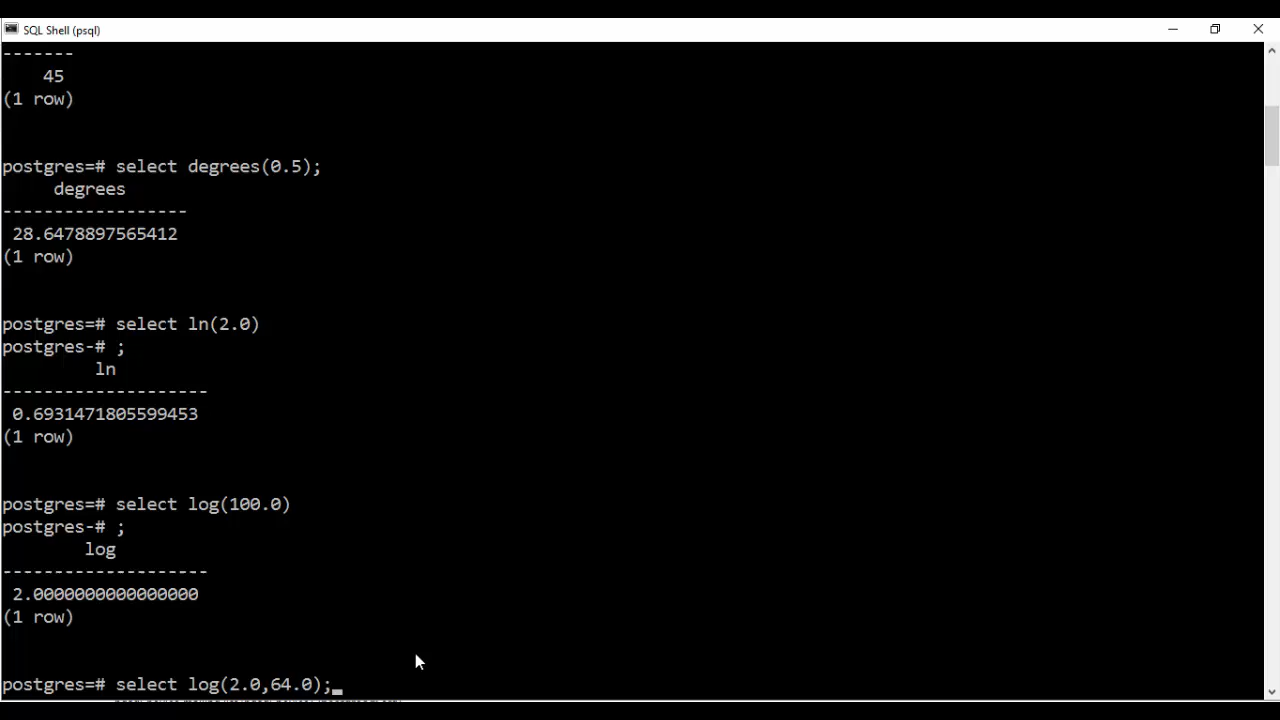 SQL Shell (psql)
-------
45
(1 row)
postgres=# select degrees(0.5);
degrees
------------------
28.6478897565412
(1 row)
postgres=# select ln(2.0)
postgres-# ;
ln
--------------------
0.6931471805599453
(1 row)
postgres=# select log(100.0)
postgres-# ;
log
--------------------
2.0000000000000000
(1 row)
postgres=# select log(2.0,64.0);